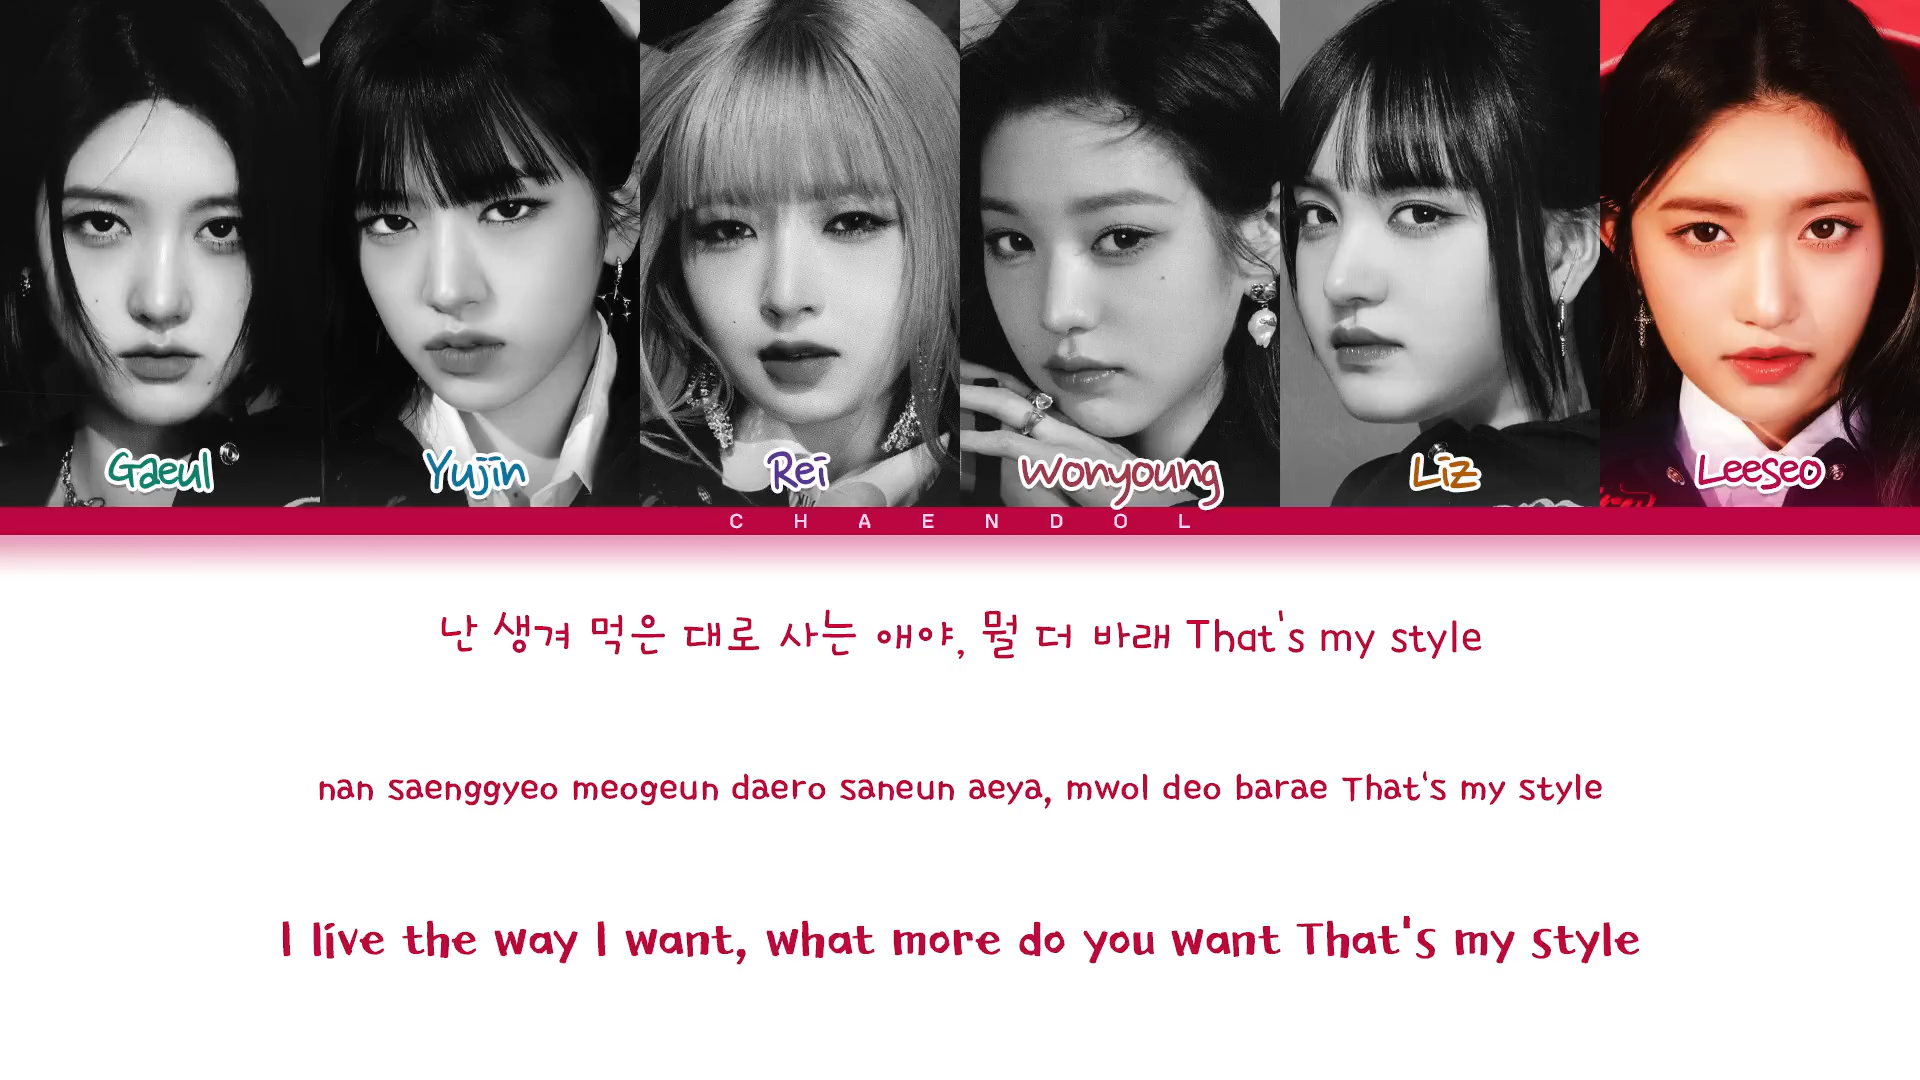 Gaeul Yujin Rei Wonyoung Liz Leeseo
CHAENDOL
난 생겨 먹은 대로 사는 애야, 뭘 더 바래 That's my style
nan saenggyeo meogeun daero saneun aeya, mwol deo barae That's my style
I live the way I want, what more do you want That's my style